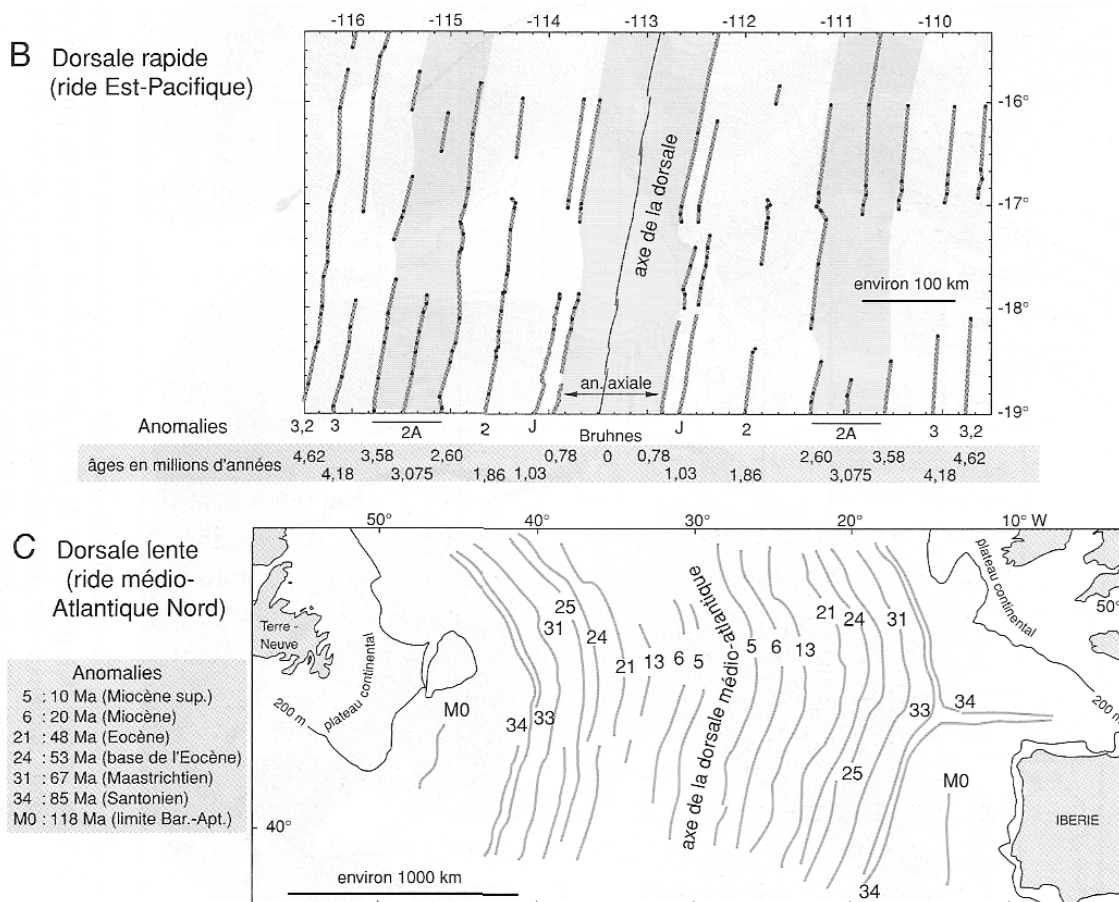 -116 -115 -114 -113 -112 -111 -110
B Dorsale rapide
(ride Est-Pacifique)
-16°
axe de la dorsale
-17°
environ 100 km
-18°
an. axiale
-19°
Anomalies 3,2 3 2A 2 J Bruhnes J 2 2A 3 3,2
âges en millions d'années 4,62 3,58 2,60 0,78 0 0,78 2,60 3,58 4,62
4,18 3,075 1,86 1,03 1,03 1,86 3,075 4,18
50° 40° 30° 20° 10° W
C Dorsale lente
(ride médio-
Atlantique Nord)
plateau continental
50°
25
31
24
21 13 6 5
axe de la dorsale médio-atlantique
5 6 13
21 24 31
Terre -
Neuve
plateau continental
200 m
200 m
M0
34 33
33 34
25
M0
IBERIE
34
40°
environ 1000 km
Anomalies
5 : 10 Ma (Miocène sup.)
6 : 20 Ma (Miocène)
21 : 48 Ma (Eocène)
24 : 53 Ma (base de l'Eocène)
31 : 67 Ma (Maastrichtien)
34 : 85 Ma (Santonien)
M0 : 118 Ma (limite Bar.-Apt.)